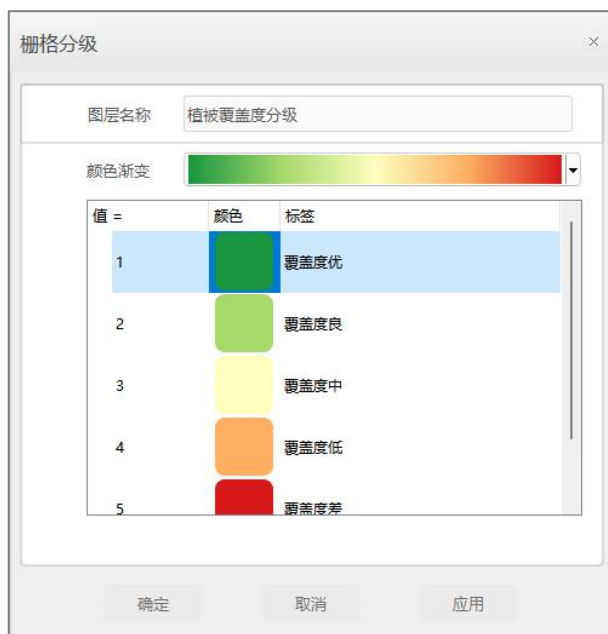 栅格分级 ×
图层名称 植被覆盖度分级
颜色渐变
值 = 颜色 标签
1 覆盖度优
2 覆盖度良
3 覆盖度中
4 覆盖度低
5 覆盖度差
确定 取消 应用